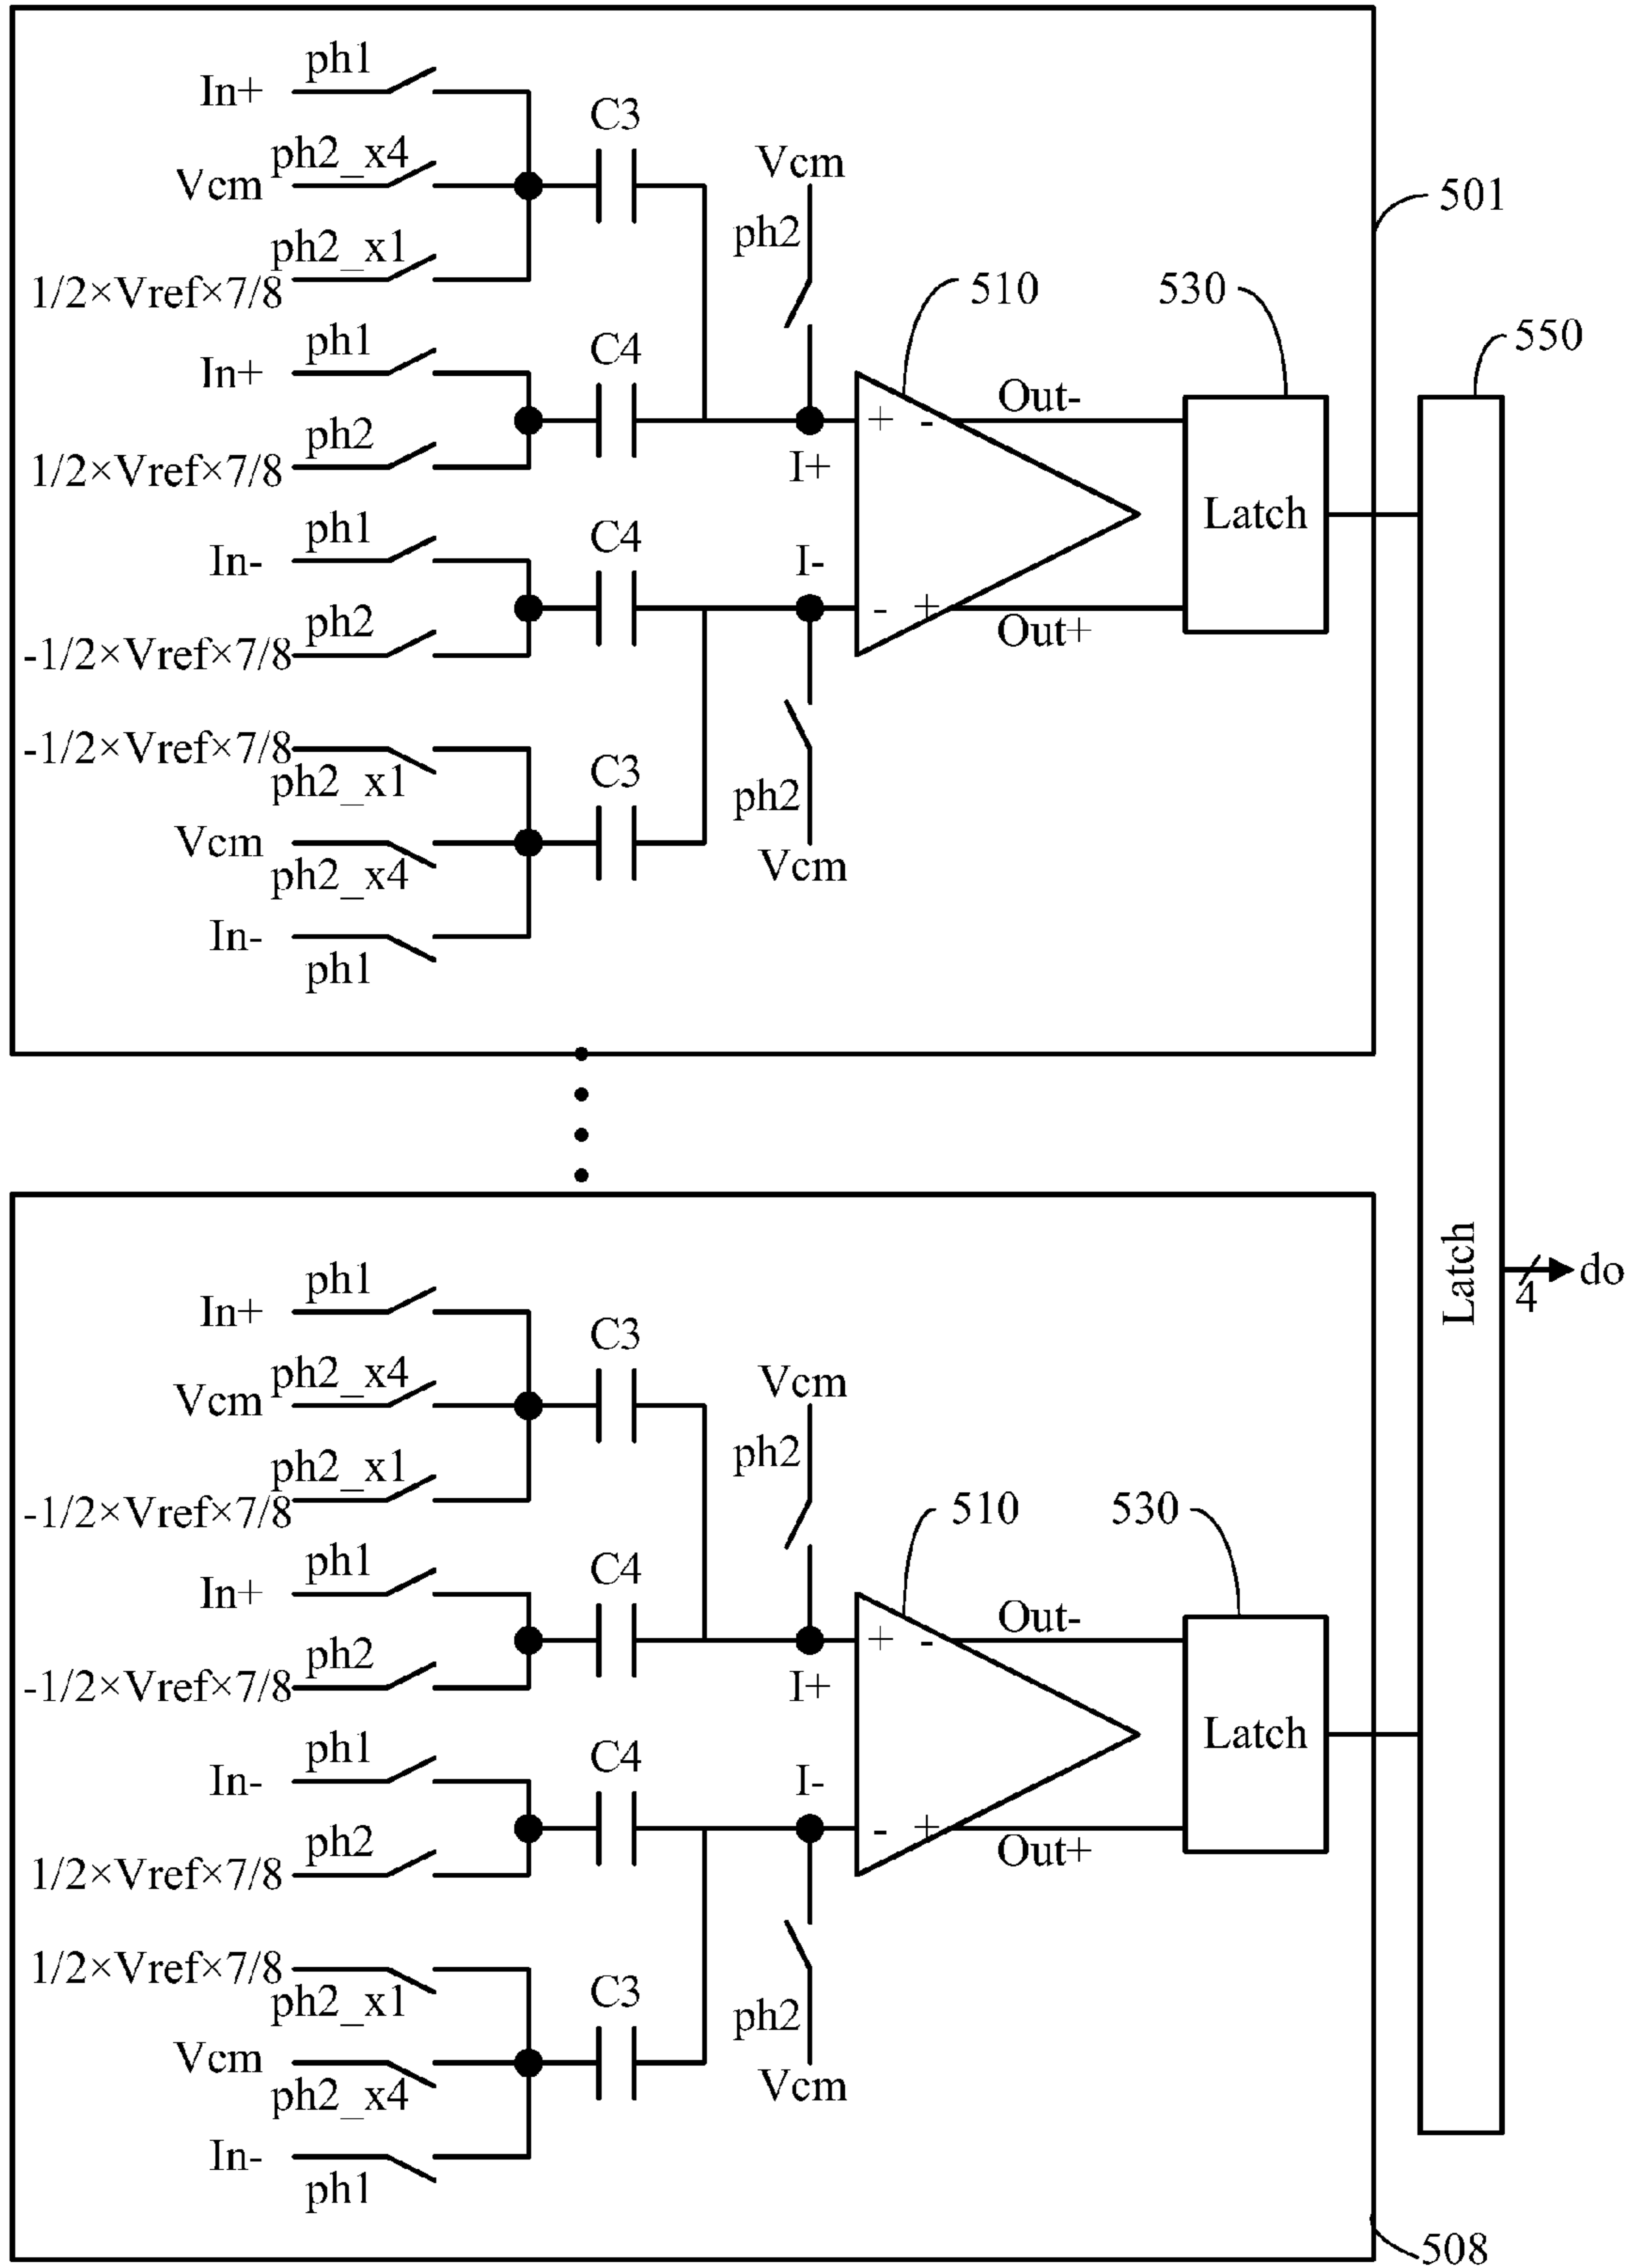 ph1
In+
C3
ph2_x4
Vcm
Vcm
501
ph2
ph2_x1
1/2×Vref×7/8
510
530
550
ph1
In+
C4
Out-
+
-
ph2
1/2×Vref×7/8
I+
Latch
ph1
C4
In-
I-
ph2
-
+
Out+
-1/2×Vref×7/8
-1/2×Vref×7/8
ph2_x1
C3
ph2
Vcm
ph2_x4
Vcm
In-
ph1
Latch
do
4
ph1
In+
C3
ph2_x4
Vcm
Vcm
ph2
ph2_x1
-1/2×Vref×7/8
510
530
ph1
In+
C4
Out-
+
-
ph2
-1/2×Vref×7/8
I+
Latch
ph1
C4
In-
I-
ph2
-
+
Out+
1/2×Vref×7/8
1/2×Vref×7/8
ph2_x1
C3
ph2
Vcm
ph2_x4
Vcm
In-
ph1
508